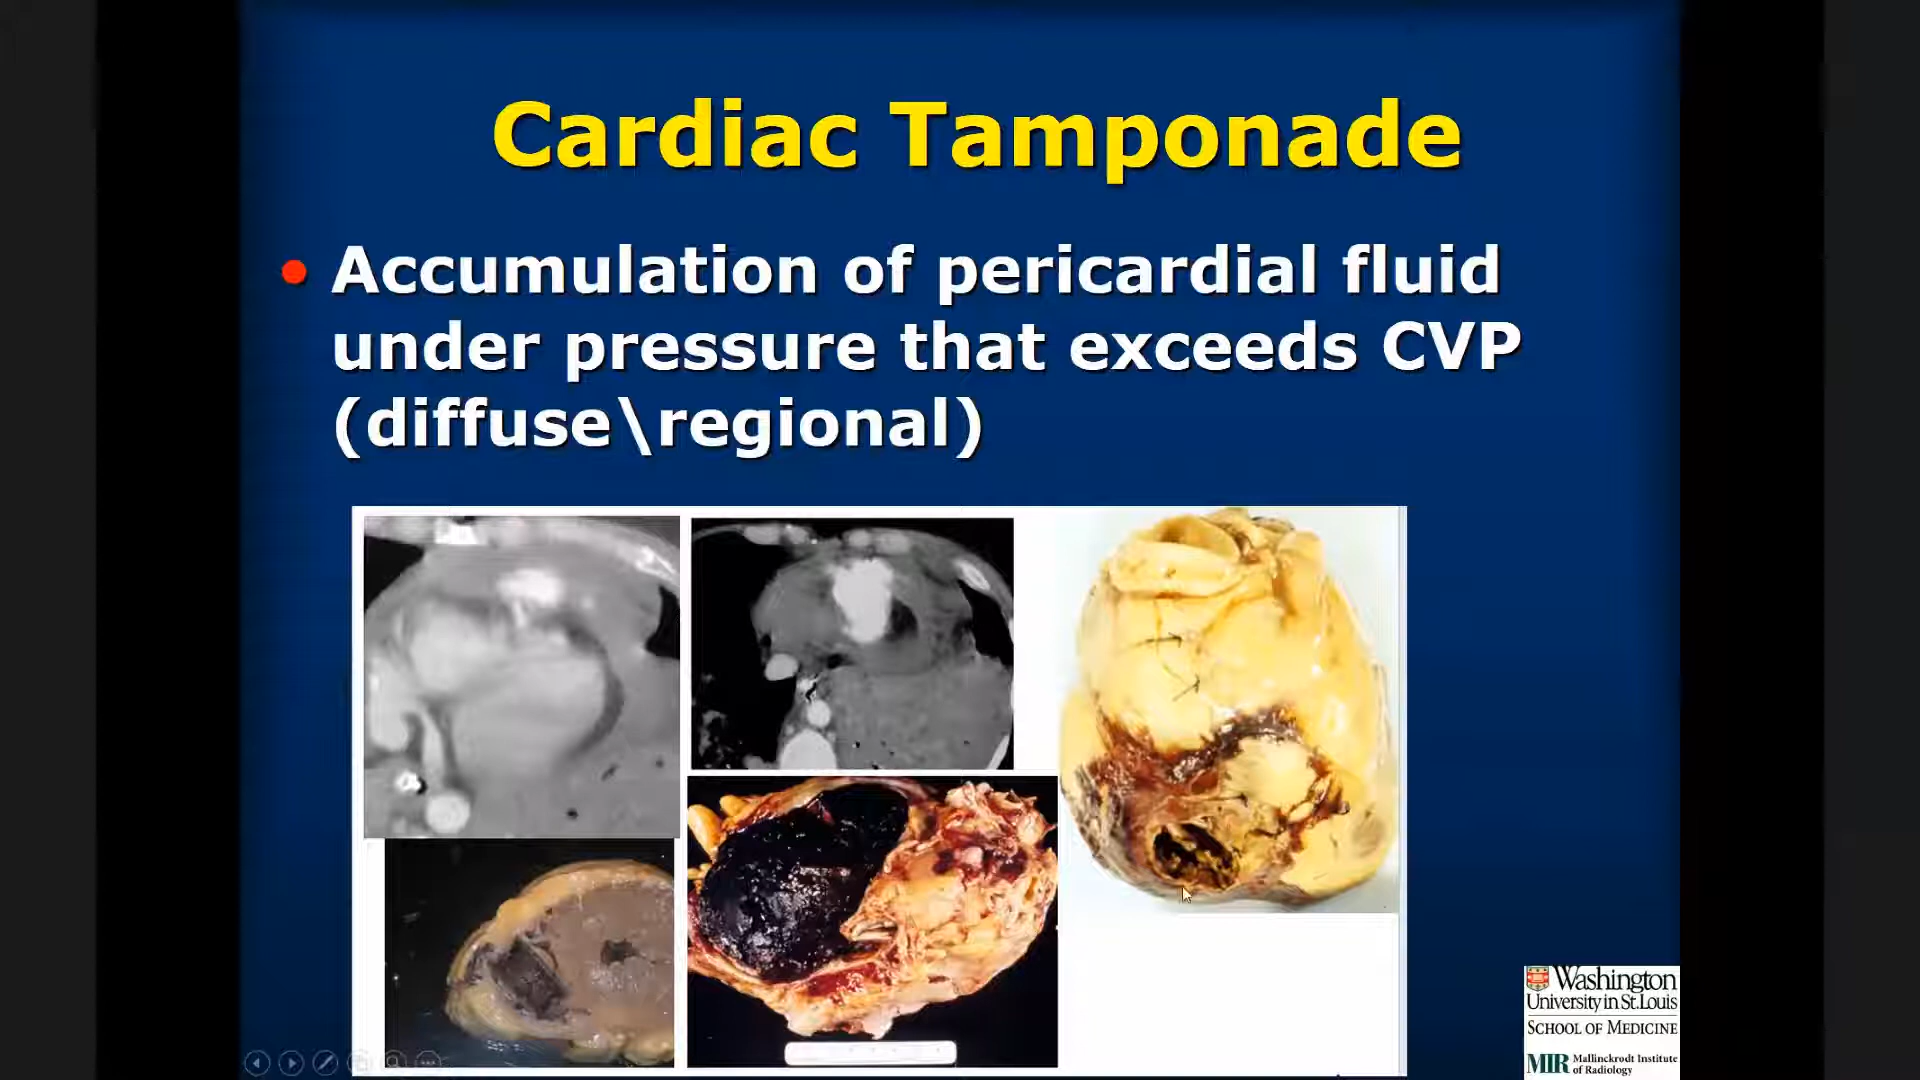 Cardiac Tamponade
• Accumulation of pericardial fluid
under pressure that exceeds CVP
(diffuse\regional)
Washington
University in St. Louis
SCHOOL OF MEDICINE
MIR Mallinckrodt Institute
of Radiology